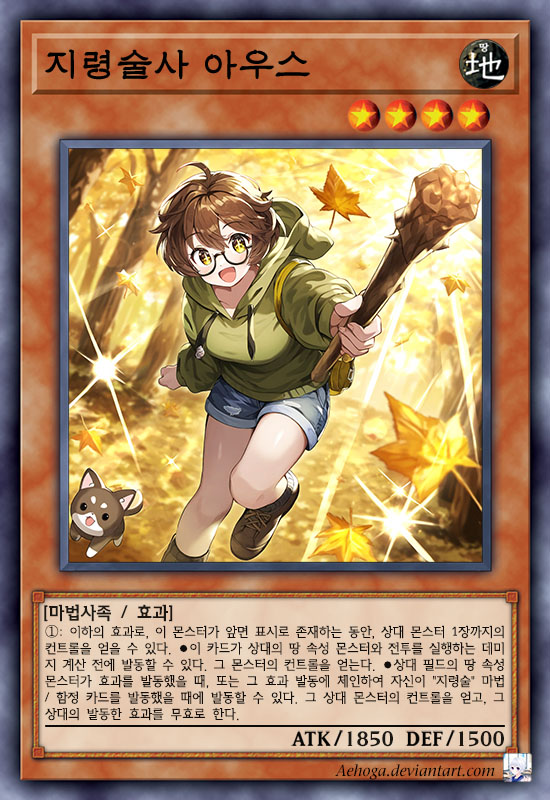 지령술사 아우스
땅
地
[마법사족 / 효과]
①: 이하의 효과로, 이 몬스터가 앞면 표시로 존재하는 동안, 상대 몬스터 1장까지의
컨트롤을 얻을 수 있다. ●이 카드가 상대의 땅 속성 몬스터와 전투를 실행하는 데미
지 계산 전에 발동할 수 있다. 그 몬스터의 컨트롤을 얻는다. ●상대 필드의 땅 속성
몬스터가 효과를 발동했을 때, 또는 그 효과 발동에 체인하여 자신이 "지령술" 마법
/ 함정 카드를 발동했을 때에 발동할 수 있다. 그 상대 몬스터의 컨트롤을 얻고, 그
상대의 발동한 효과를 무효로 한다.
ATK/1850 DEF/1500
Aehoga.deviantart.com